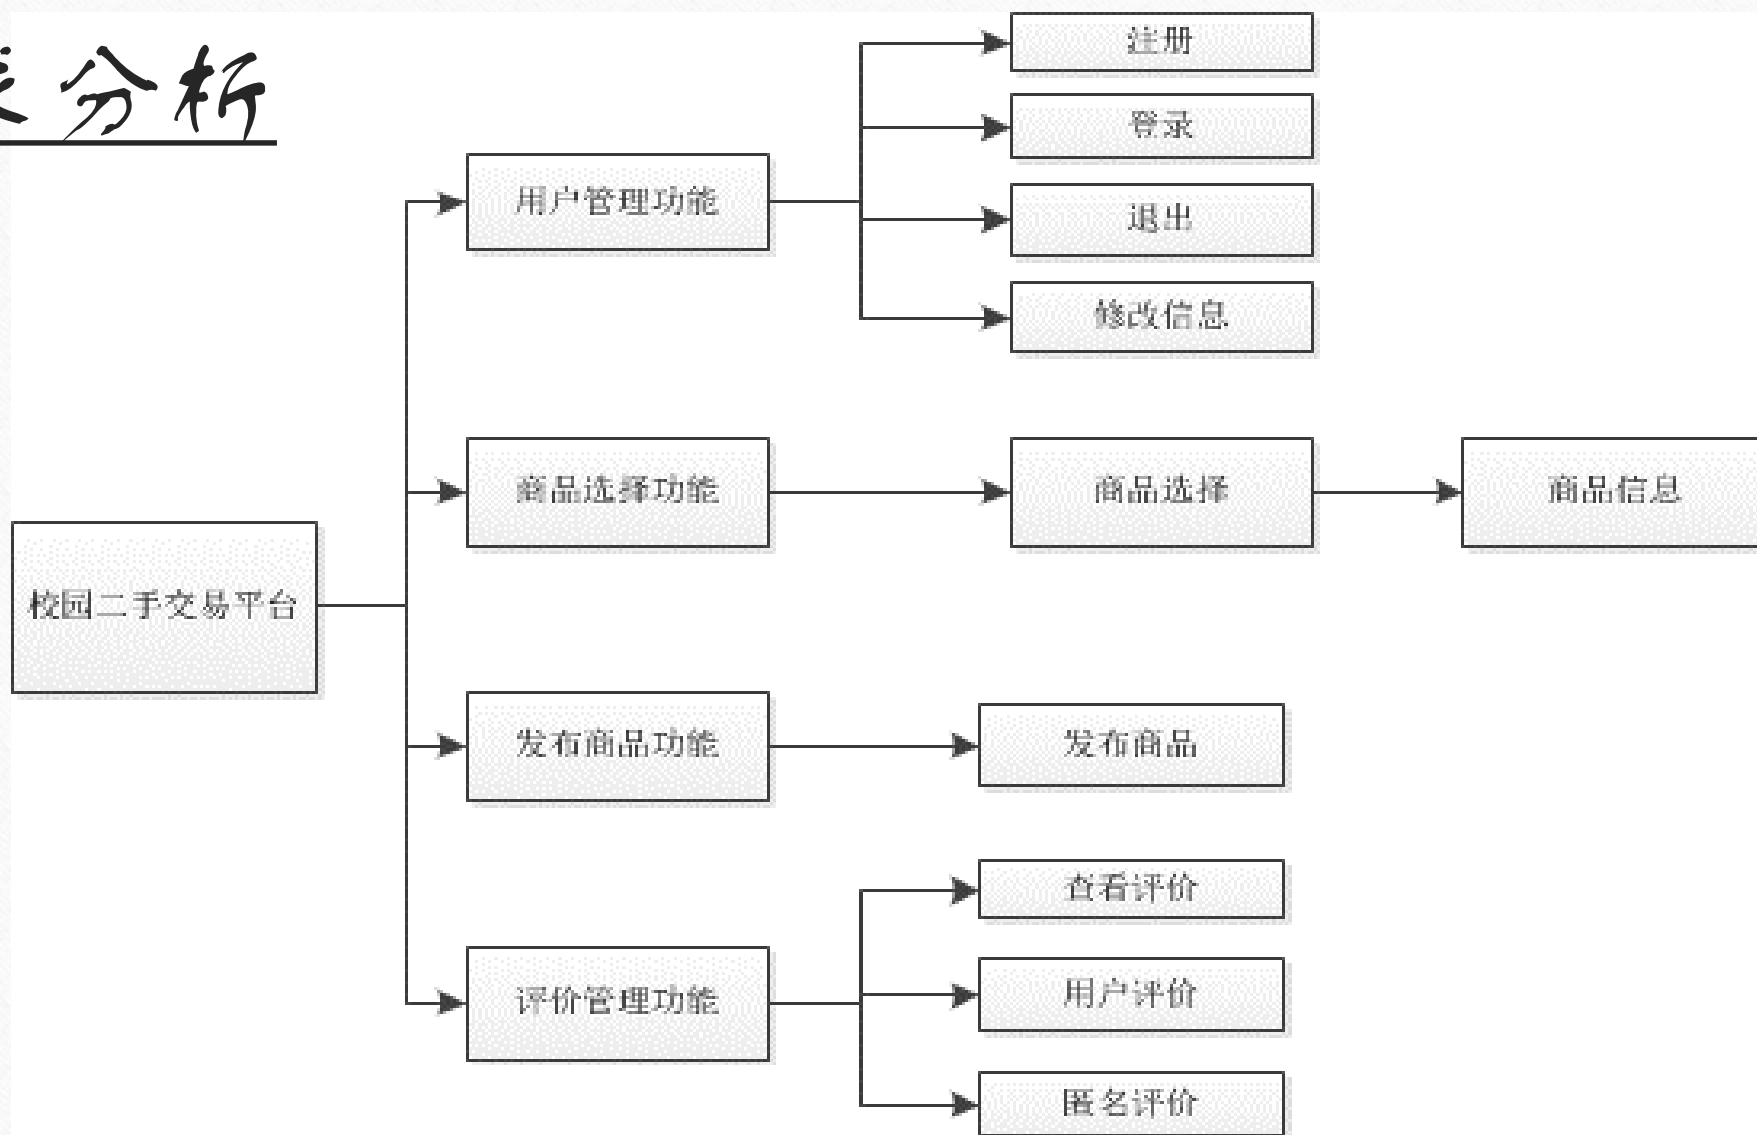 分析
注册
登录
用户管理功能
退出
修改信息
商品选择功能
商品选择
商品信息
校园二手交易平台
发布商品功能
发布商品
查看评价
评价管理功能
用户评价
匿名评价